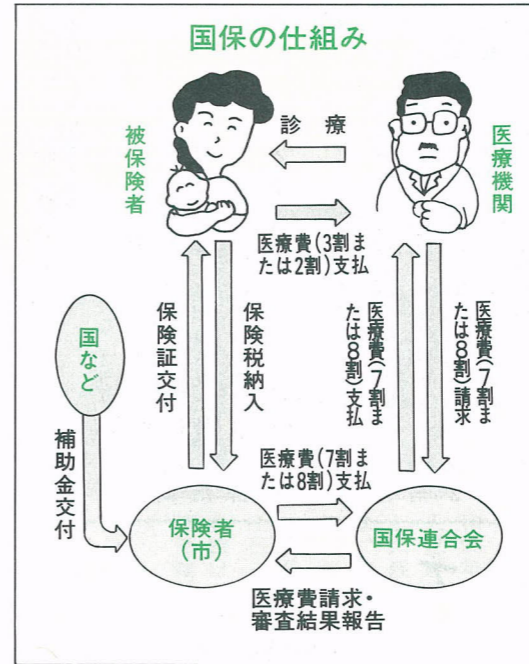 国保の仕組み
被保険者
診療
医療機関
医療費(3割ま
たは2割)支払
国など
保険証交付
保険税納入
医療費(7割ま
たは8割)支払
医療費(7割ま
たは8割)請求
補助金交付
医療費(7割ま
たは8割)支払
保険者
(市)
国保連合会
医療費請求・
審査結果報告